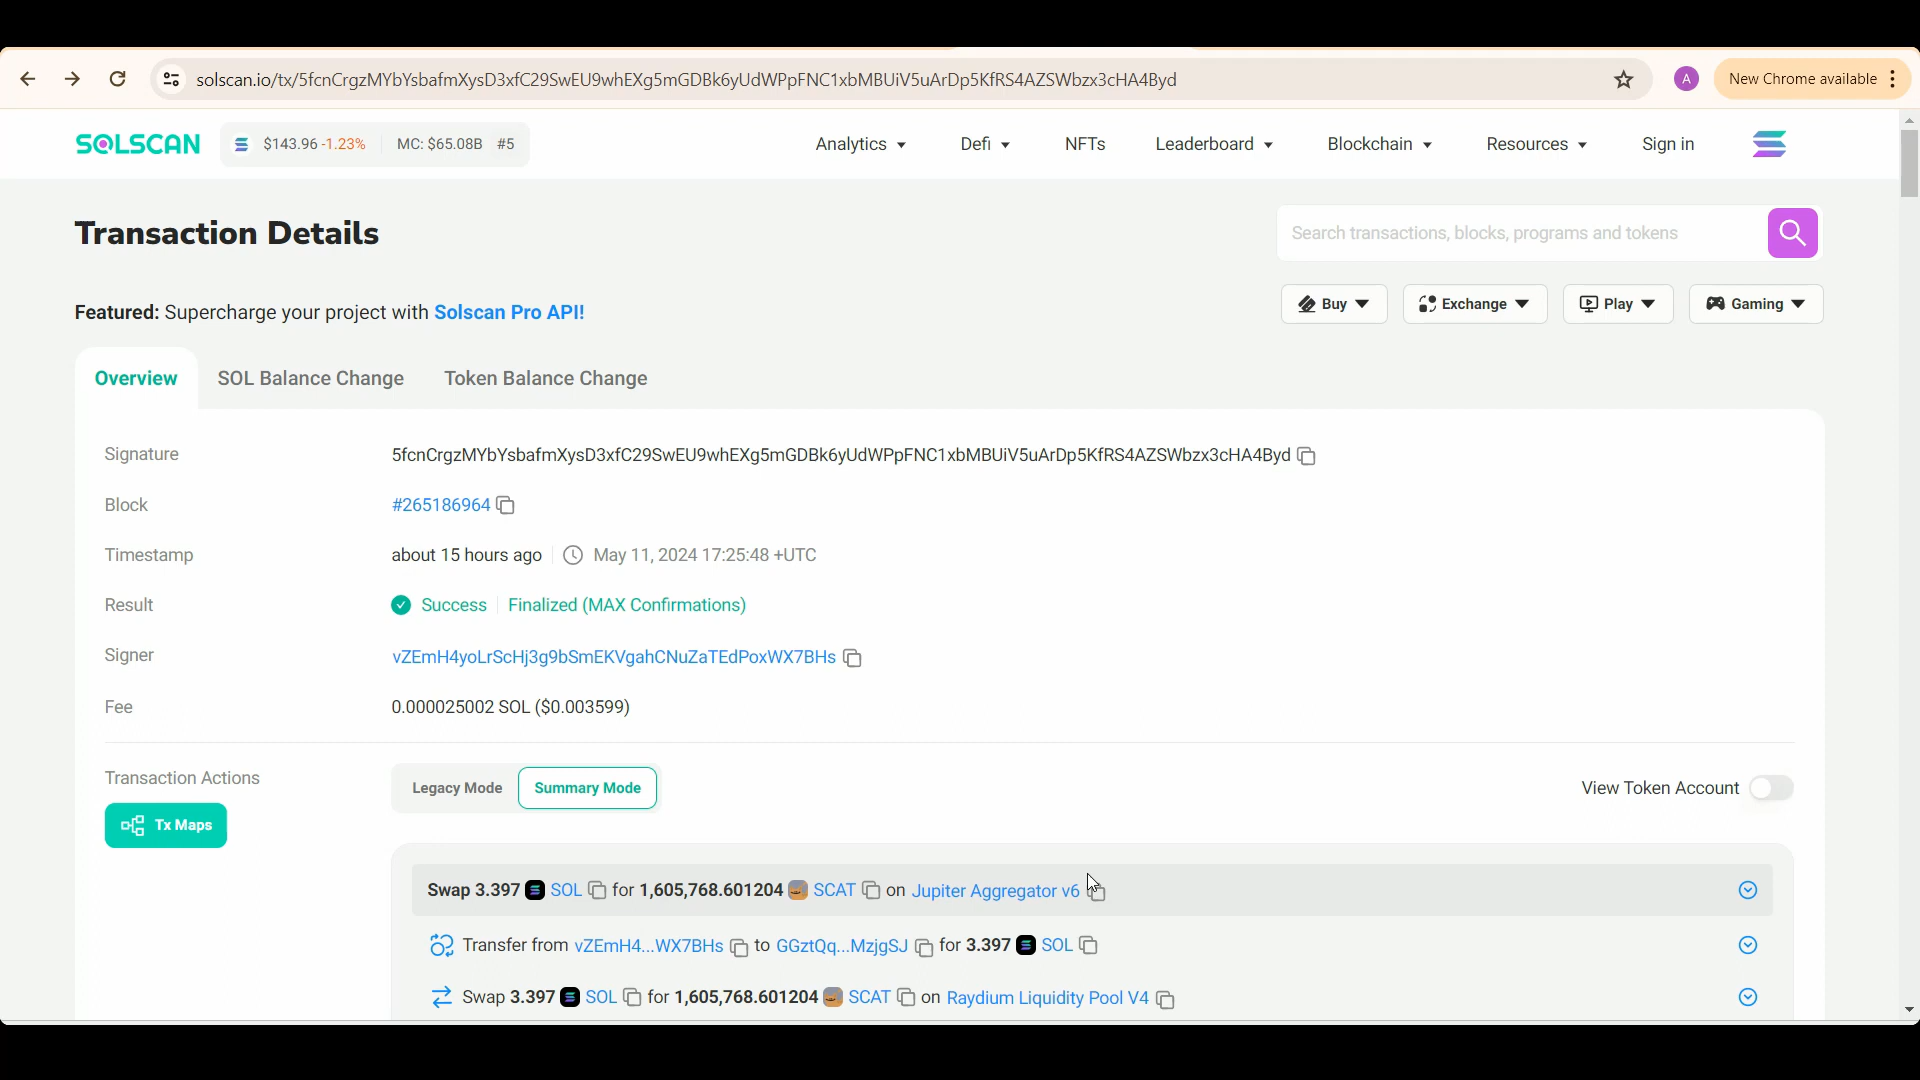 solscan.io/tx/5fcnCrgzMYbYsbafmXysD3xfC29SwEU9whEXg5mGDBk6yUdWPpFNC1xbMBUiV5uArDp5KfRS4AZSWbzx3cHA4Byd
A
New Chrome available
SOLSCAN
$143.96 -1.23% MC: $65.08B #5
Analytics Defi NFTs Leaderboard Blockchain Resources Sign in
Transaction Details
Search transactions, blocks, programs and tokens
Featured: Supercharge your project with Solscan Pro API!
Buy Exchange Play Gaming
Overview SOL Balance Change Token Balance Change
Signature 5fcnCrgzMYbYsbafmXysD3xfC29SwEU9whEXg5mGDBk6yUdWPpFNC1xbMBUiV5uArDp5KfRS4AZSWbzx3cHA4Byd
Block #265186964
Timestamp about 15 hours ago May 11, 2024 17:25:48 +UTC
Result Success Finalized (MAX Confirmations)
Signer vZEmH4yoLrScHj3g9bSmEKVgahCNuZaTEdPoxWX7BHs
Fee 0.000025002 SOL ($0.003599)
Transaction Actions Legacy Mode Summary Mode View Token Account
Tx Maps
Swap 3.397 SOL for 1,605,768.601204 SCAT on Jupiter Aggregator v6
Transfer from vZEmH4...WX7BHs to GGztQq...MzjgSJ for 3.397 SOL
Swap 3.397 SOL for 1,605,768.601204 SCAT on Raydium Liquidity Pool V4